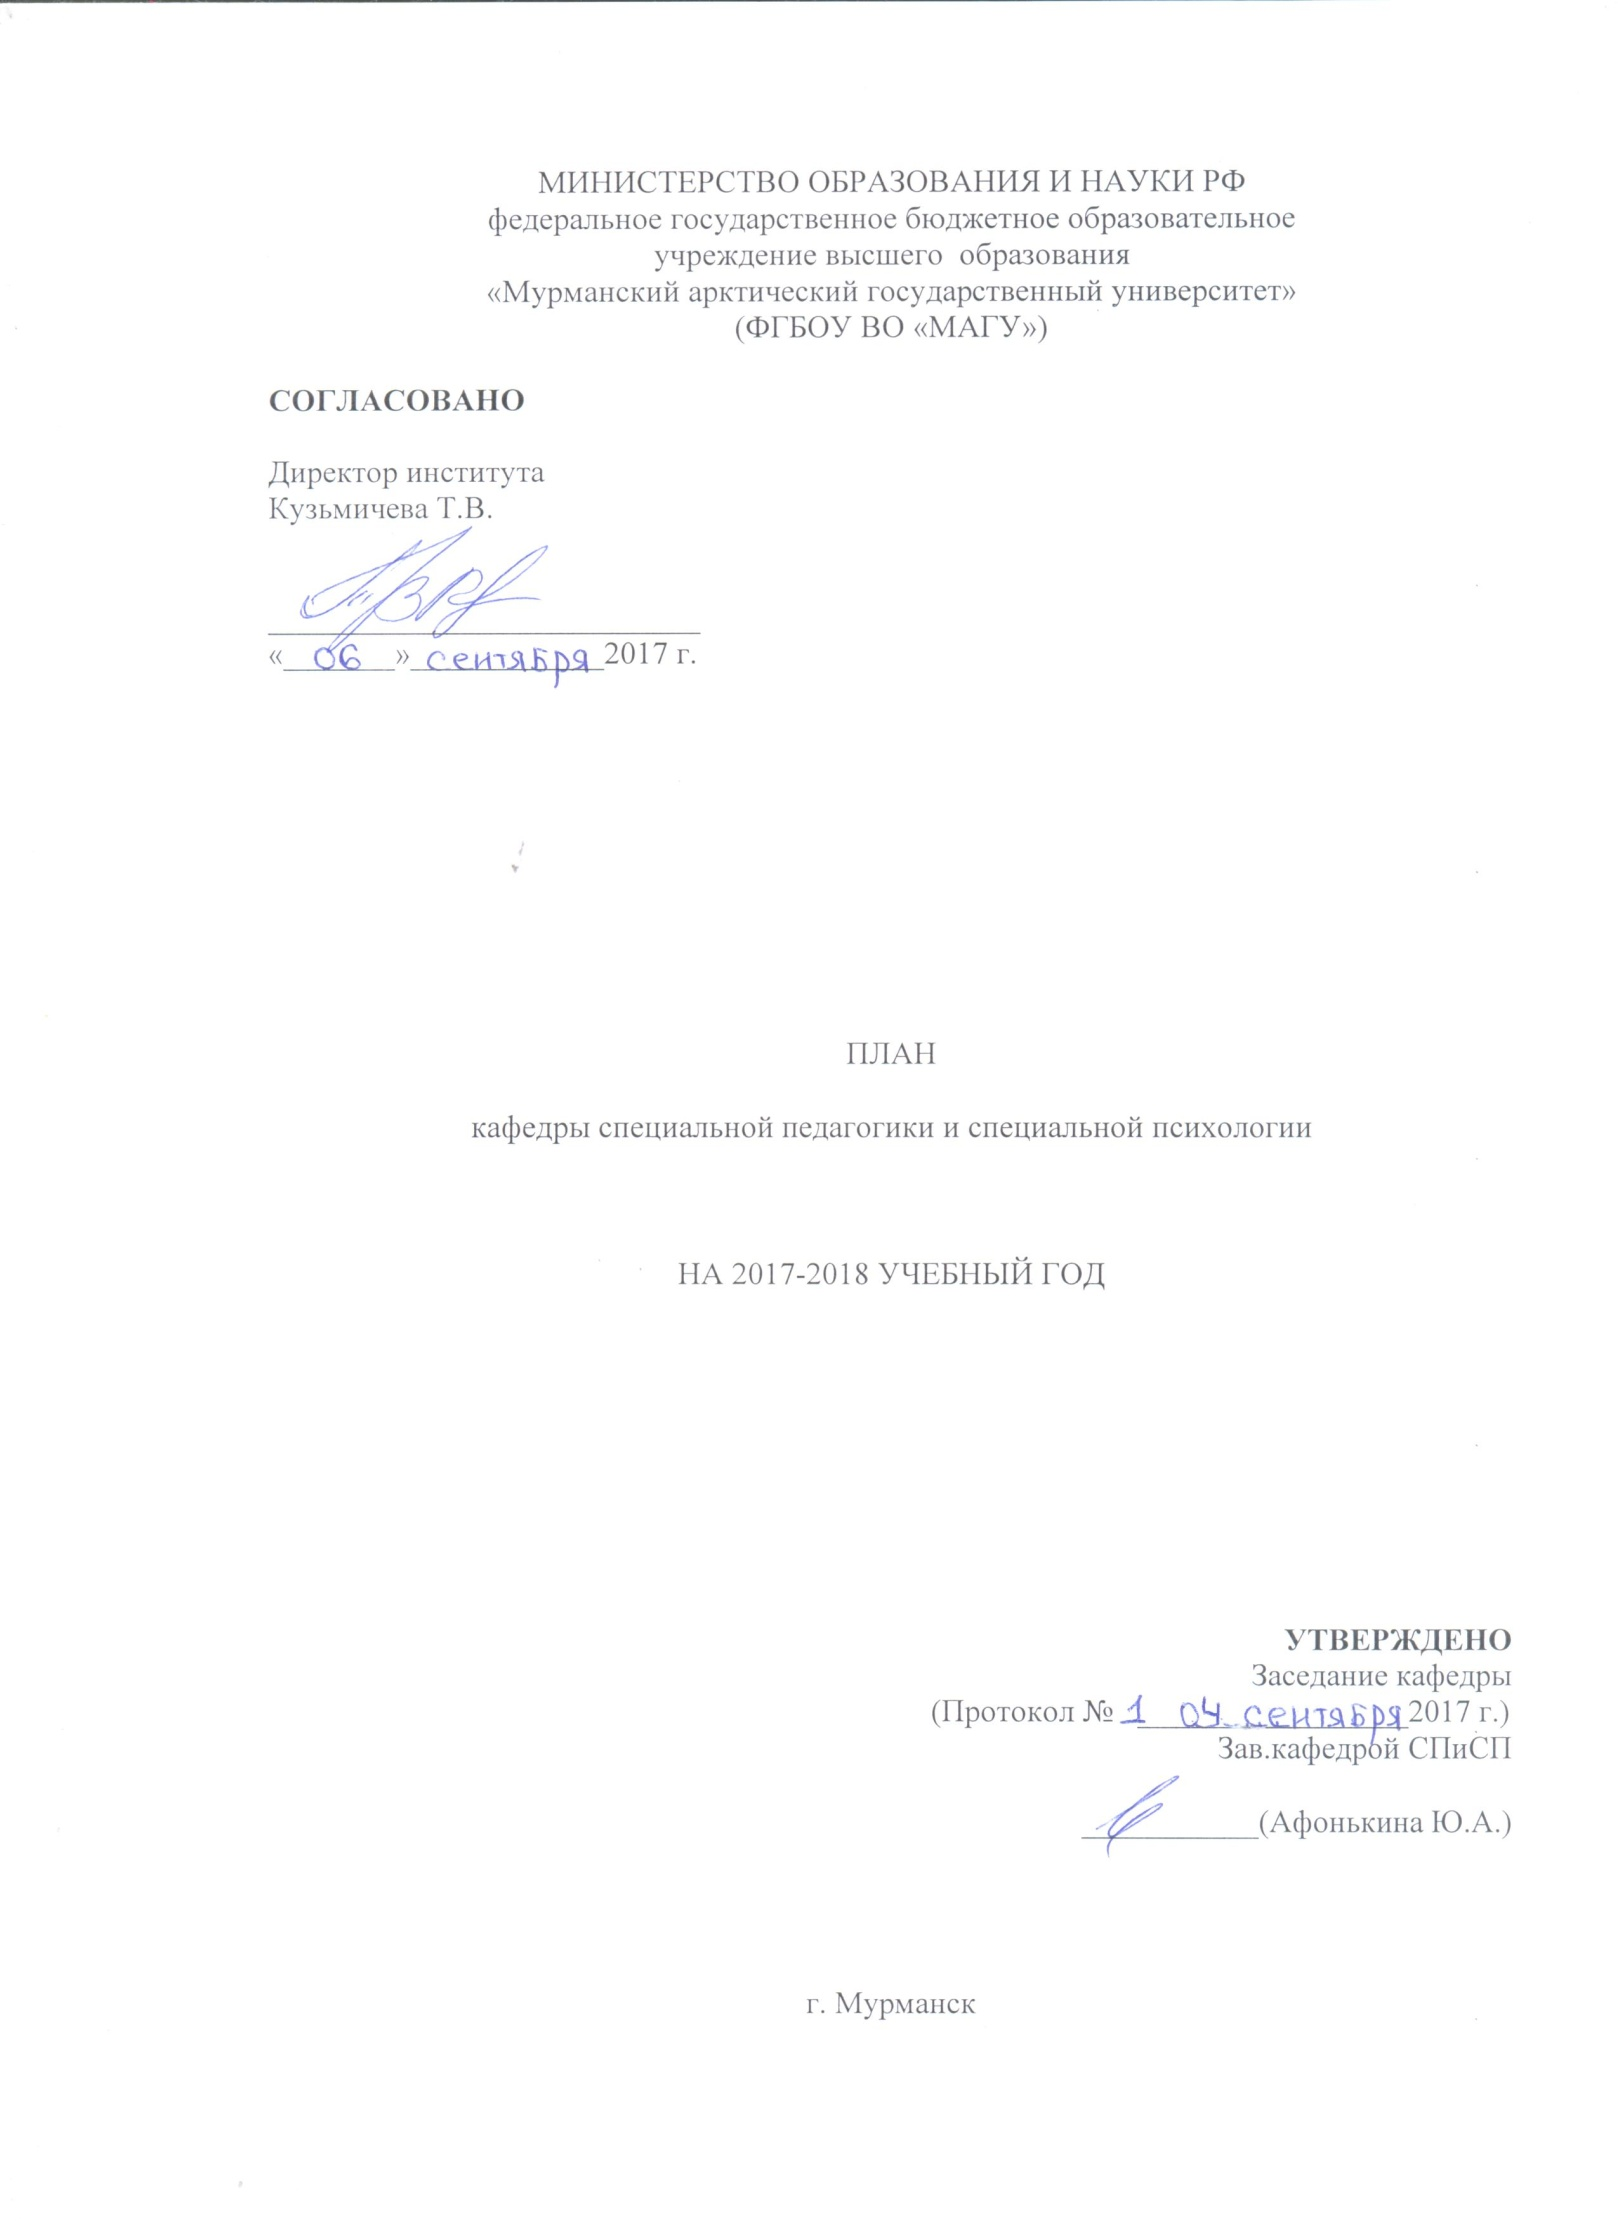 МИНИСТЕРСТВО ОБРАЗОВАНИЯ И НАУКИ РФ
федеральное государственное бюджетное образовательное
учреждение высшего образования
«Мурманский арктический государственный университет»
(ФГБОУ ВО «МАГУ»)
СОГЛАСОВАНО
Директор института
Кузьмичева Т.В.
«06» сентября 2017 г.
ПЛАН
кафедры специальной педагогики и специальной психологии
НА 2017-2018 УЧЕБНЫЙ ГОД
УТВЕРЖДЕНО
Заседание кафедры
(Протокол № 1 04 сентября 2017 г.)
Зав.кафедрой СПиСП
(Афонькина Ю.А.)
г. Мурманск